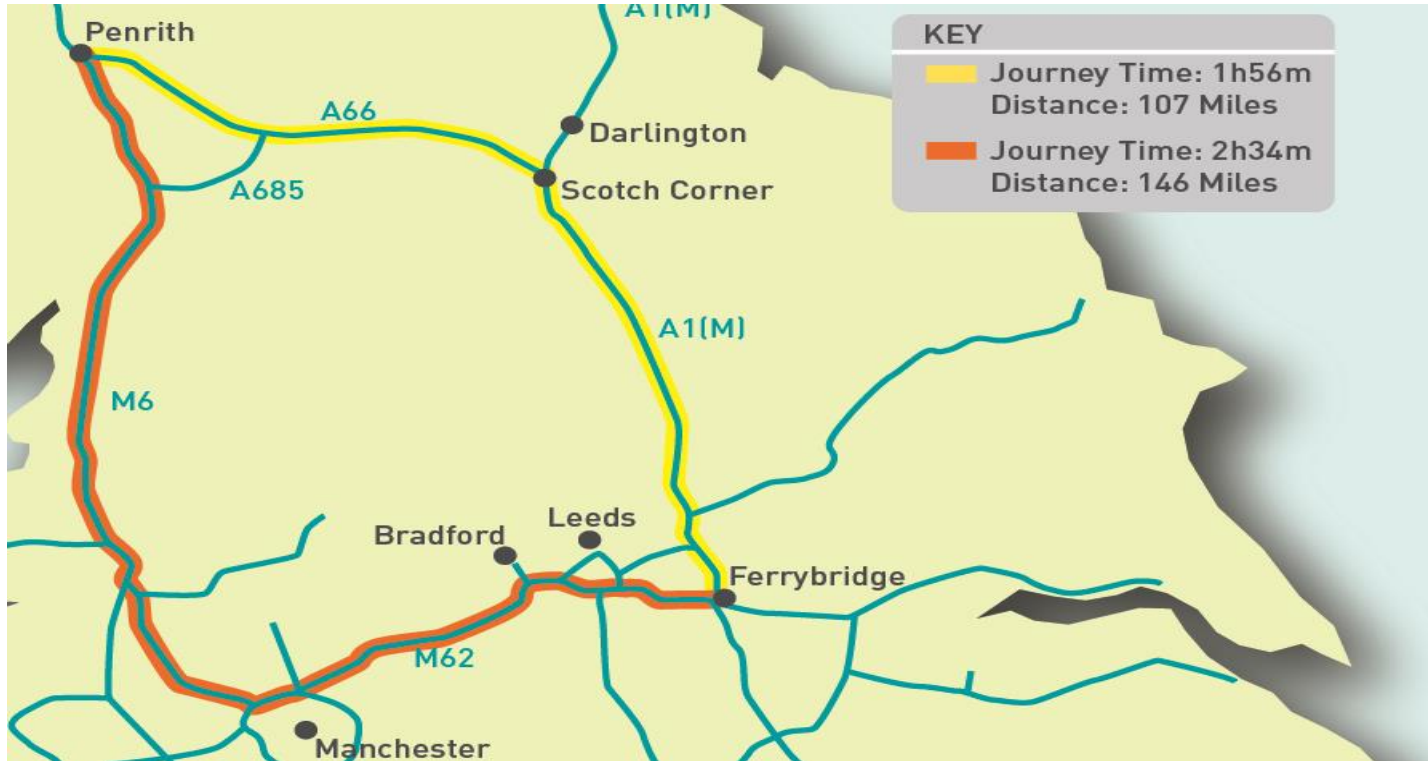 A1(M)
Penrith
KEY
Journey Time: 1h56m
Distance: 107 Miles
Journey Time: 2h34m
Distance: 146 Miles
A66
Darlington
A685
Scotch Corner
A1(M)
M6
Leeds
Bradford
Ferrybridge
M62
Manchester